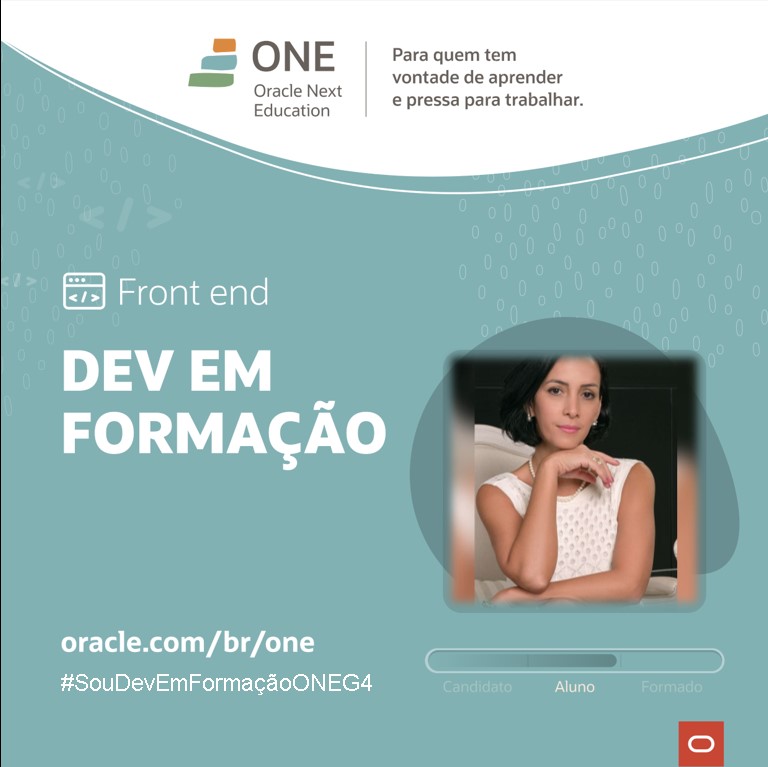 ONE
Oracle Next
Education
Para quem tem
vontade de aprender
e pressa para trabalhar.
</>
</>
</>
</>
Front end
DEV EM
FORMAÇÃO
oracle.com/br/one
#SouDevEmFormaçãoONEG4
Candidato Aluno Formado